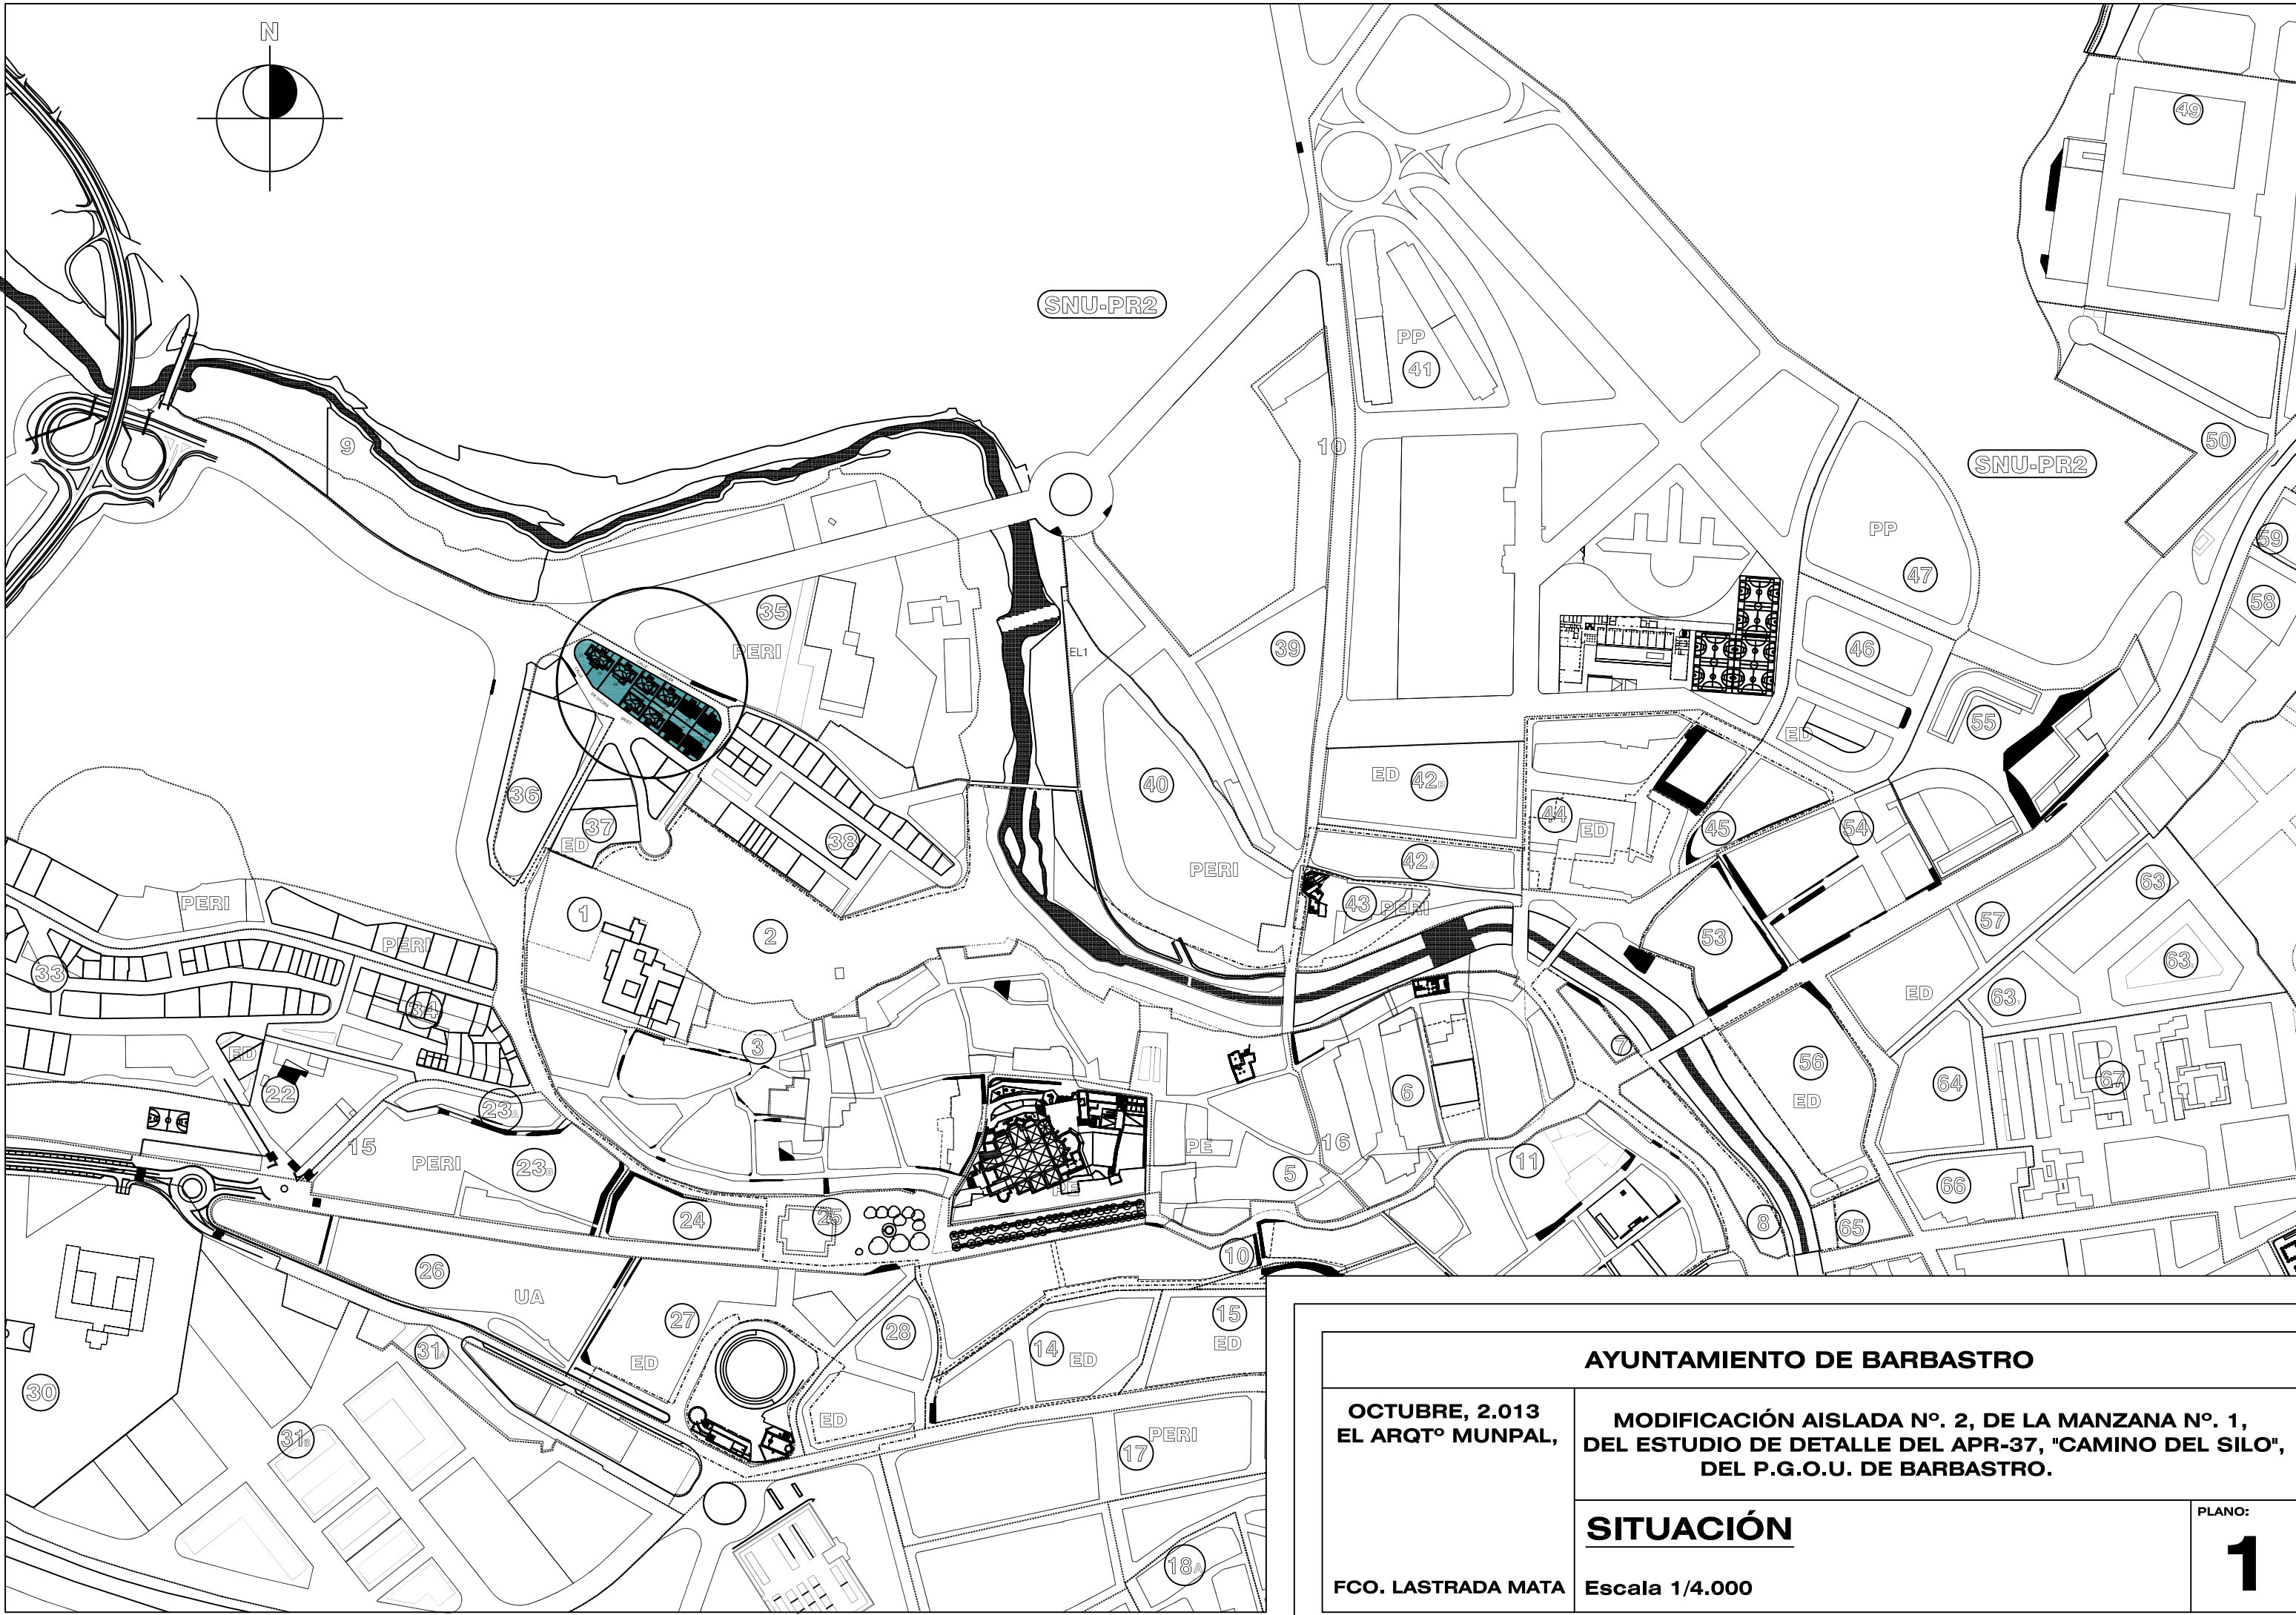 N
49
SNU-PR2
PP
41
9
10
50
SNU-PR2
PP
59
47
58
35
PERI
EL1
39
46
55
ED
36
40
ED
42B
37
ED
38
44
ED
45
54
PERI
42A
63
PERI
1
43
PERI
57
PERI
2
53
33
63
ED
63
34
3
7
ED
22
6
56
64
67
23A
ED
15
PERI
23B
PE
16
5
11
PE
66
24
25
8
65
10
26
UA
27
28
15
ED
14
ED
31A
ED
30
ED
31B
PERI
17
18A
AYUNTAMIENTO DE BARBASTRO
OCTUBRE, 2.013
EL ARQTº MUNPAL,
MODIFICACIÓN AISLADA Nº. 2, DE LA MANZANA Nº. 1,
DEL ESTUDIO DE DETALLE DEL APR-37, "CAMINO DEL SILO",
DEL P.G.O.U. DE BARBASTRO.
SITUACIÓN
PLANO:
1
FCO. LASTRADA MATA
Escala 1/4.000